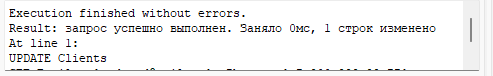 Execution finished without errors.
Result: запрос успешно выполнен. Заняло 0мс, 1 строк изменено
At line 1:
UPDATE Clients